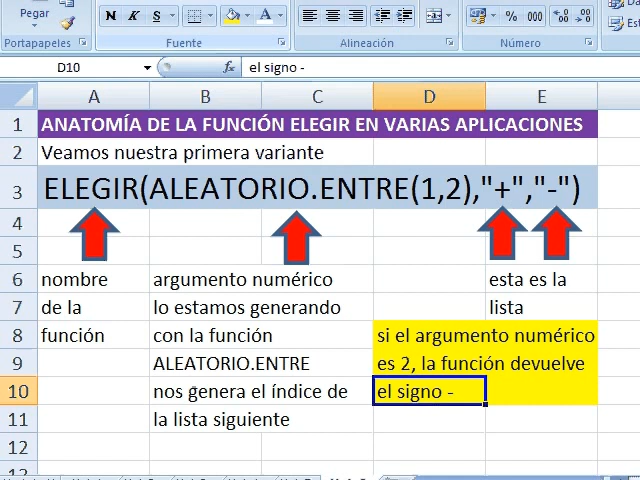 Pegar
N K S
A
% 000
Portapapeles
Fuente
Alineación
Número
D10
fx
el signo -
A B C D E
1 ANATOMÍA DE LA FUNCIÓN ELEGIR EN VARIAS APLICACIONES
2 Veamos nuestra primera variante
3 ELEGIR(ALEATORIO.ENTRE(1,2),"+","-")
4
5
6 nombre argumento numérico esta es la
7 de la lo estamos generando lista
8 función con la función si el argumento numérico
9 ALEATORIO.ENTRE es 2, la función devuelve
10 nos genera el índice de el signo -
11 la lista siguiente
12